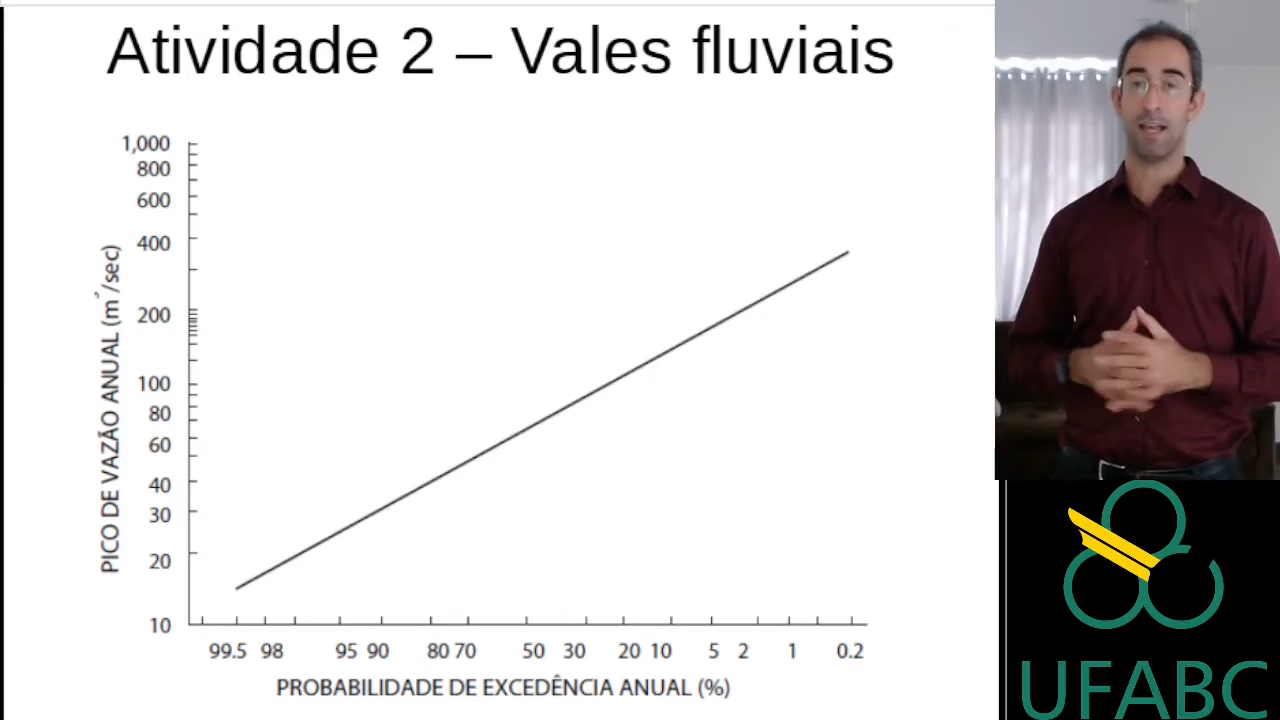 Atividade 2 – Vales fluviais
PICO DE VAZÃO ANUAL (m³/sec)
1,000
800
600
400
200
100
80
60
40
30
20
10
99.5 98 95 90 80 70 50 30 20 10 5 2 1 0.2
PROBABILIDADE DE EXCEDÊNCIA ANUAL (%)
UFABC